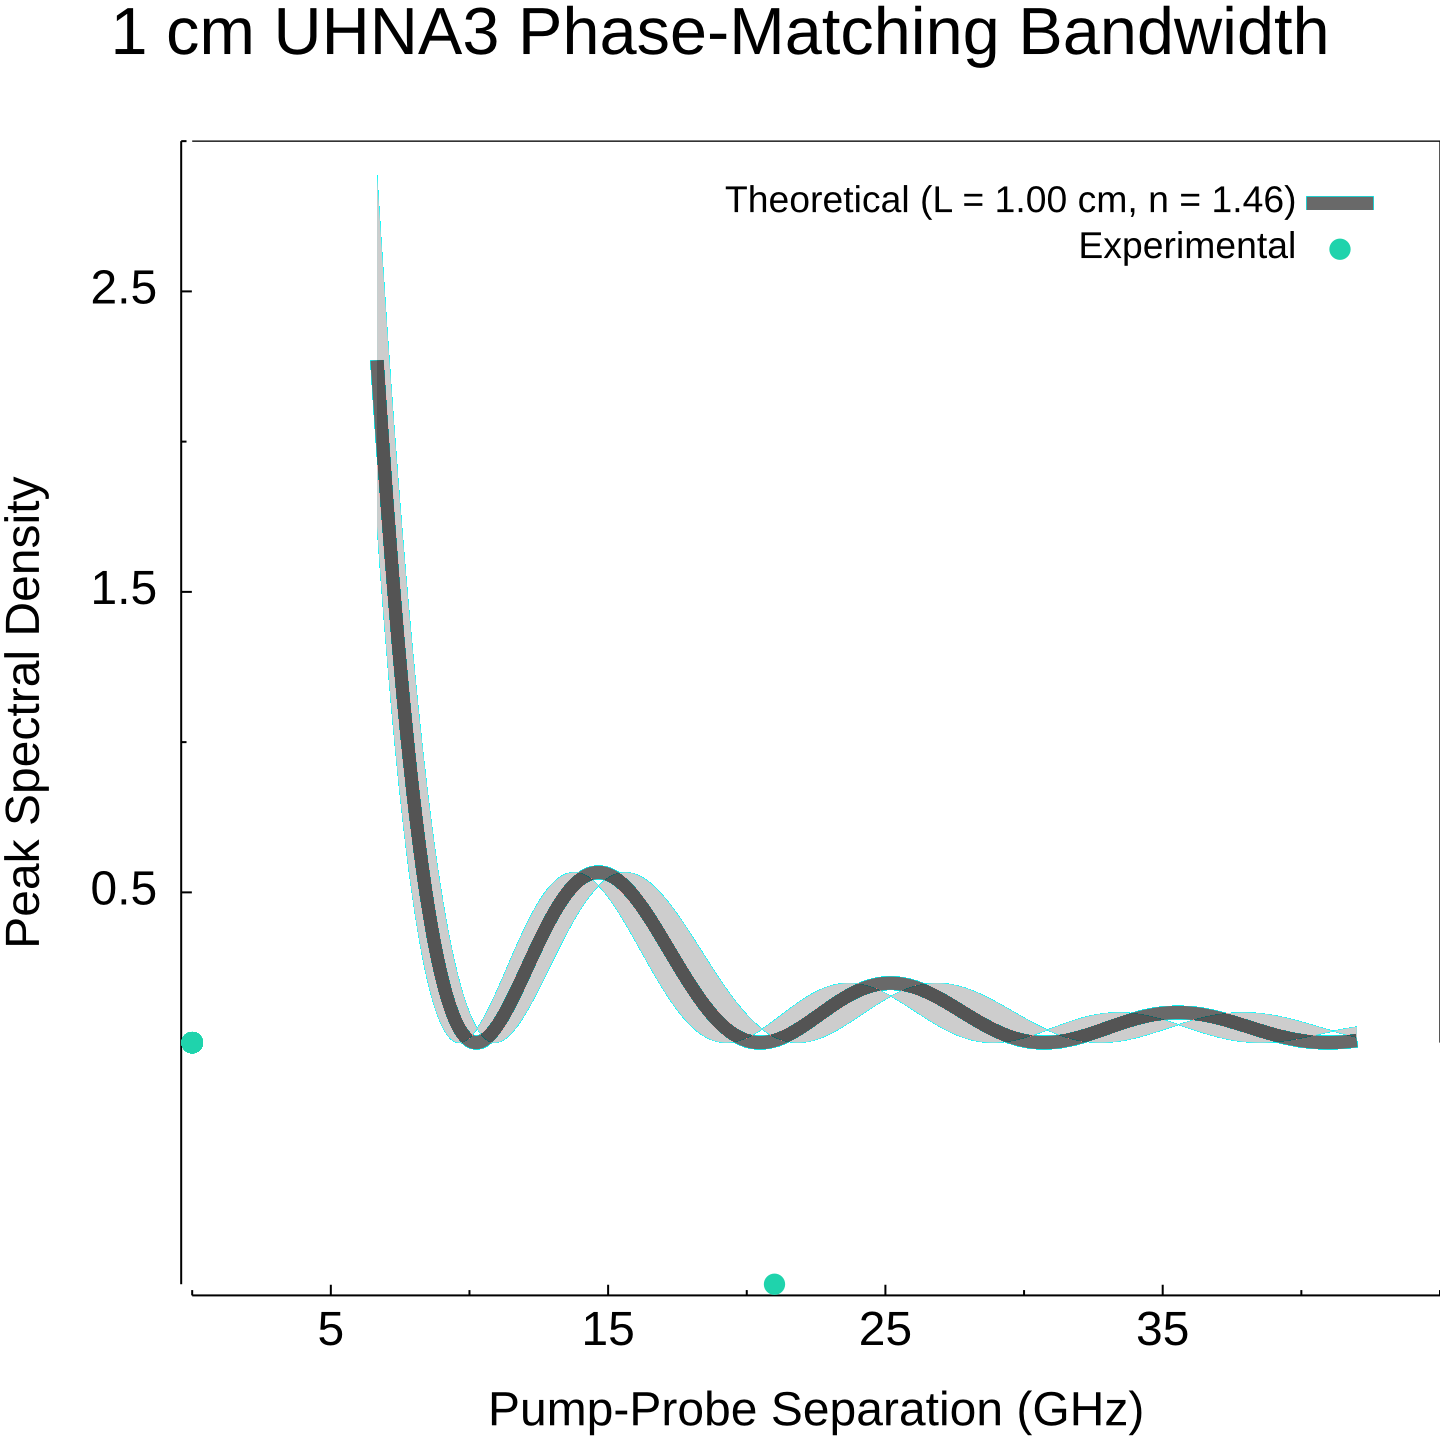 1 cm UHNA3 Phase-Matching Bandwidth
Theoretical (L = 1.00 cm, n = 1.46)
Experimental
2.5
1.5
0.5
Peak Spectral Density
5 15 25 35
Pump-Probe Separation (GHz)